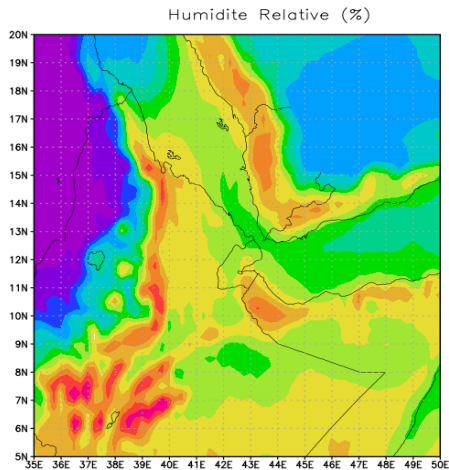 Humidite Relative (%)
20N
19N
18N
17N
16N
15N
14N
13N
12N
11N
10N
9N
8N
7N
6N
5N
35E 36E 37E 38E 39E 40E 41E 42E 43E 44E 45E 46E 47E 48E 49E 50E